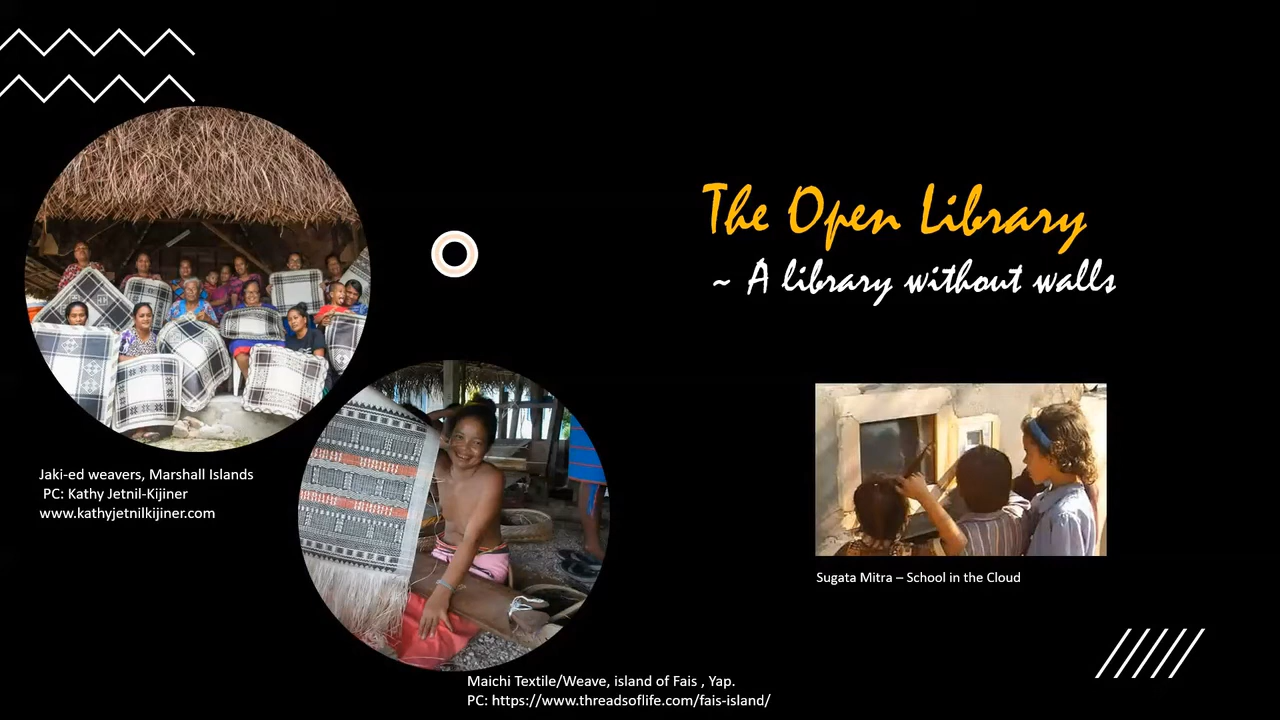 The Open Library
~ A library without walls
Jaki-ed weavers, Marshall Islands
PC: Kathy Jetnil-Kijiner
www.kathyjetnilkijiner.com
Sugata Mitra – School in the Cloud
Maichi Textile/Weave, island of Fais , Yap.
PC: https://www.threadsoflife.com/fais-island/